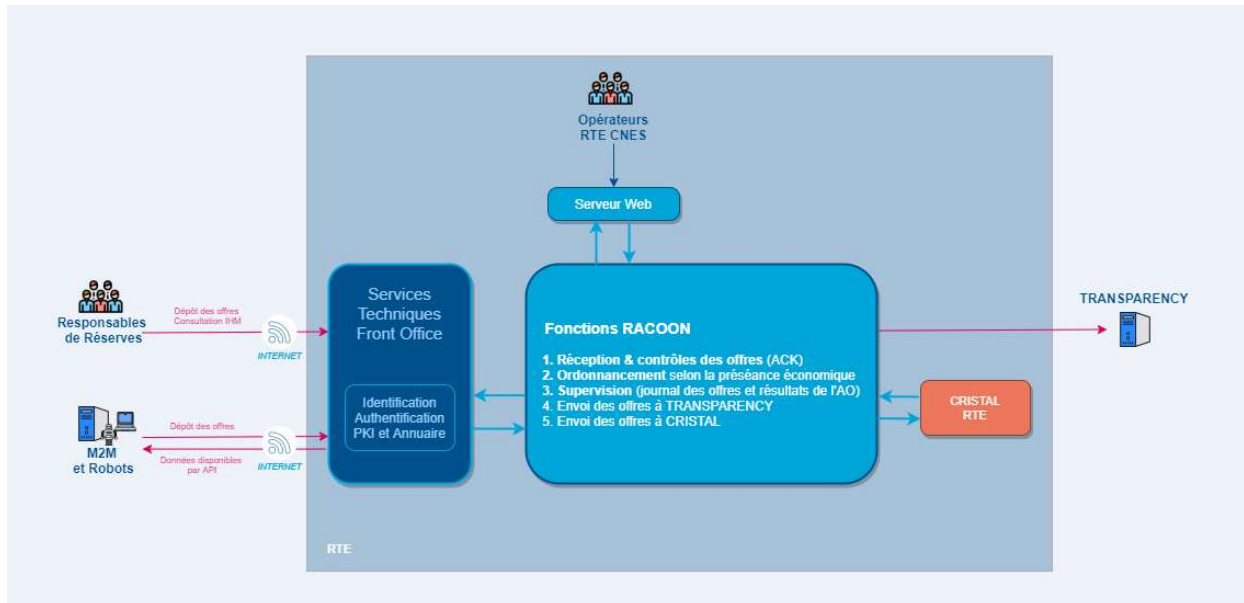 Opérateurs
RTE CNES
Serveur Web
Responsables
de Réserves
Dépôt des offres
Consultation IHM
INTERNET
M2M
et Robots
Dépôt des offres
Données disponibles
par API
INTERNET
Services
Techniques
Front Office
Identification
Authentification
PKI et Annuaire
Fonctions RACOON
1. Réception & contrôles des offres (ACK)
2. Ordonnancement selon la préséance économique
3. Supervision (journal des offres et résultats de l'AO)
4. Envoi des offres à TRANSPARENCY
5. Envoi des offres à CRISTAL
CRISTAL
RTE
TRANSPARENCY
RTE